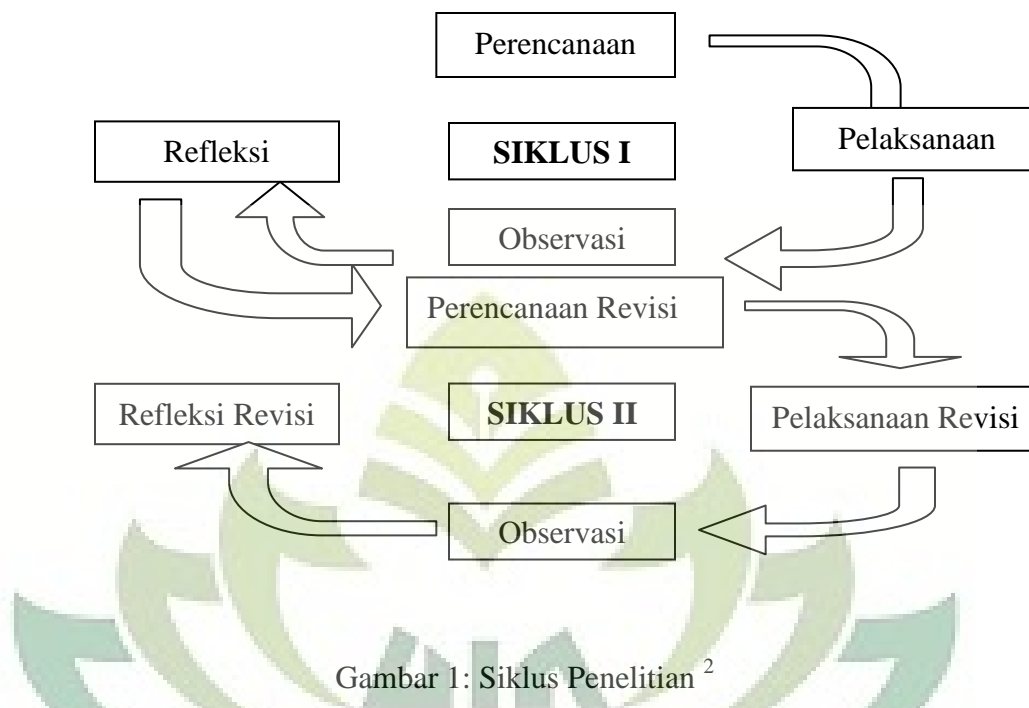 Perencanaan
Refleksi
SIKLUS I
Pelaksanaan
Observasi
Perencanaan Revisi
Refleksi Revisi
SIKLUS II
Pelaksanaan Revisi
Observasi
Gambar 1: Siklus Penelitian ²